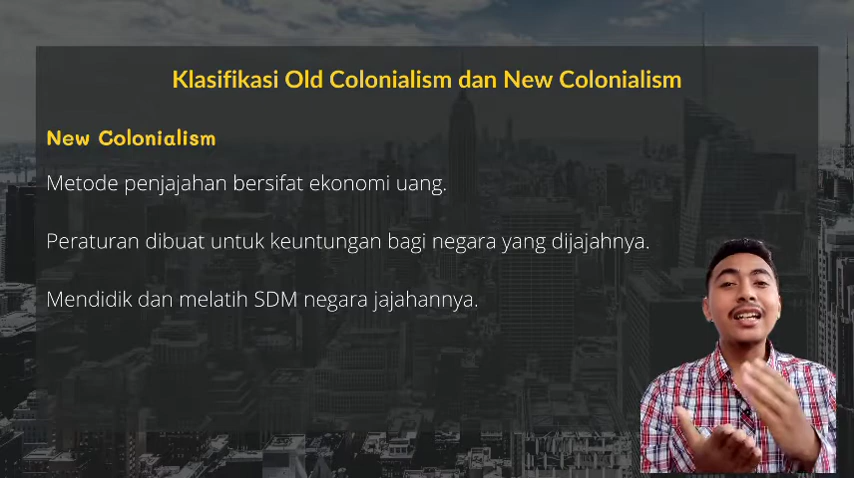 Klasifikasi Old Colonialism dan New Colonialism
New Colonialism
Metode penjajahan bersifat ekonomi uang.
Peraturan dibuat untuk keuntungan bagi negara yang dijajahnya.
Mendidik dan melatih SDM negara jajahannya.